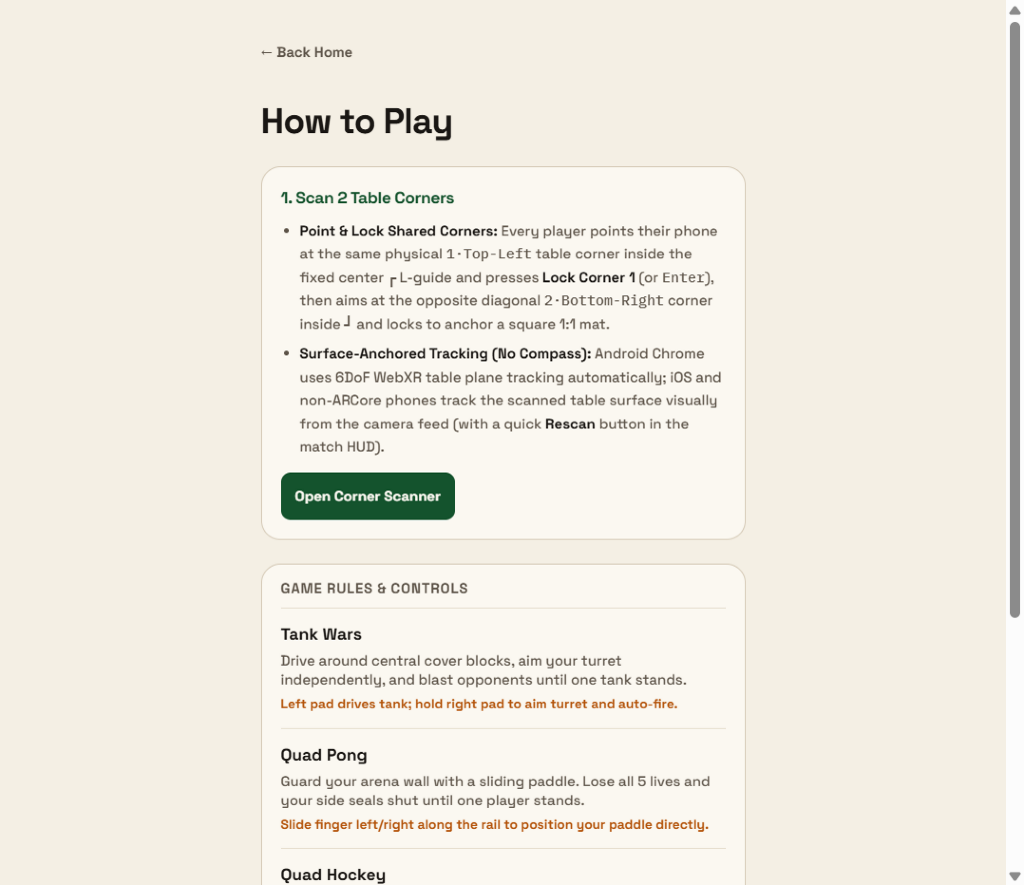 ← Back Home
How to Play
1. Scan 2 Table Corners
• Point & Lock Shared Corners: Every player points their phone
at the same physical 1·Top-Left table corner inside the
fixed center ┌ L-guide and presses Lock Corner 1 (or Enter),
then aims at the opposite diagonal 2·Bottom-Right corner
inside ┘ and locks to anchor a square 1:1 mat.
• Surface-Anchored Tracking (No Compass): Android Chrome
uses 6DoF WebXR table plane tracking automatically; iOS and
non-ARCore phones track the scanned table surface visually
from the camera feed (with a quick Rescan button in the
match HUD).
Open Corner Scanner
GAME RULES & CONTROLS
Tank Wars
Drive around central cover blocks, aim your turret
independently, and blast opponents until one tank stands.
Left pad drives tank; hold right pad to aim turret and auto-fire.
Quad Pong
Guard your arena wall with a sliding paddle. Lose all 5 lives and
your side seals shut until one player stands.
Slide finger left/right along the rail to position your paddle directly.
Quad Hockey